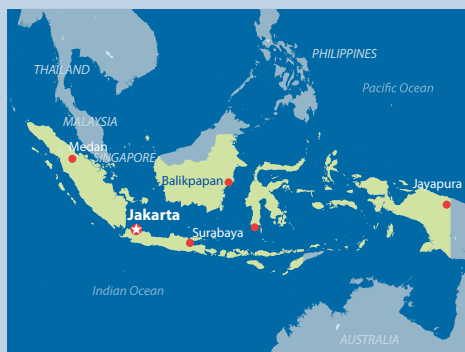 PHILIPPINES
THAILAND
Pacific Ocean
MALAYSIA
Medan
SINGAPORE
Balikpapan
Jayapura
Jakarta
Surabaya
Indian Ocean
AUSTRALIA